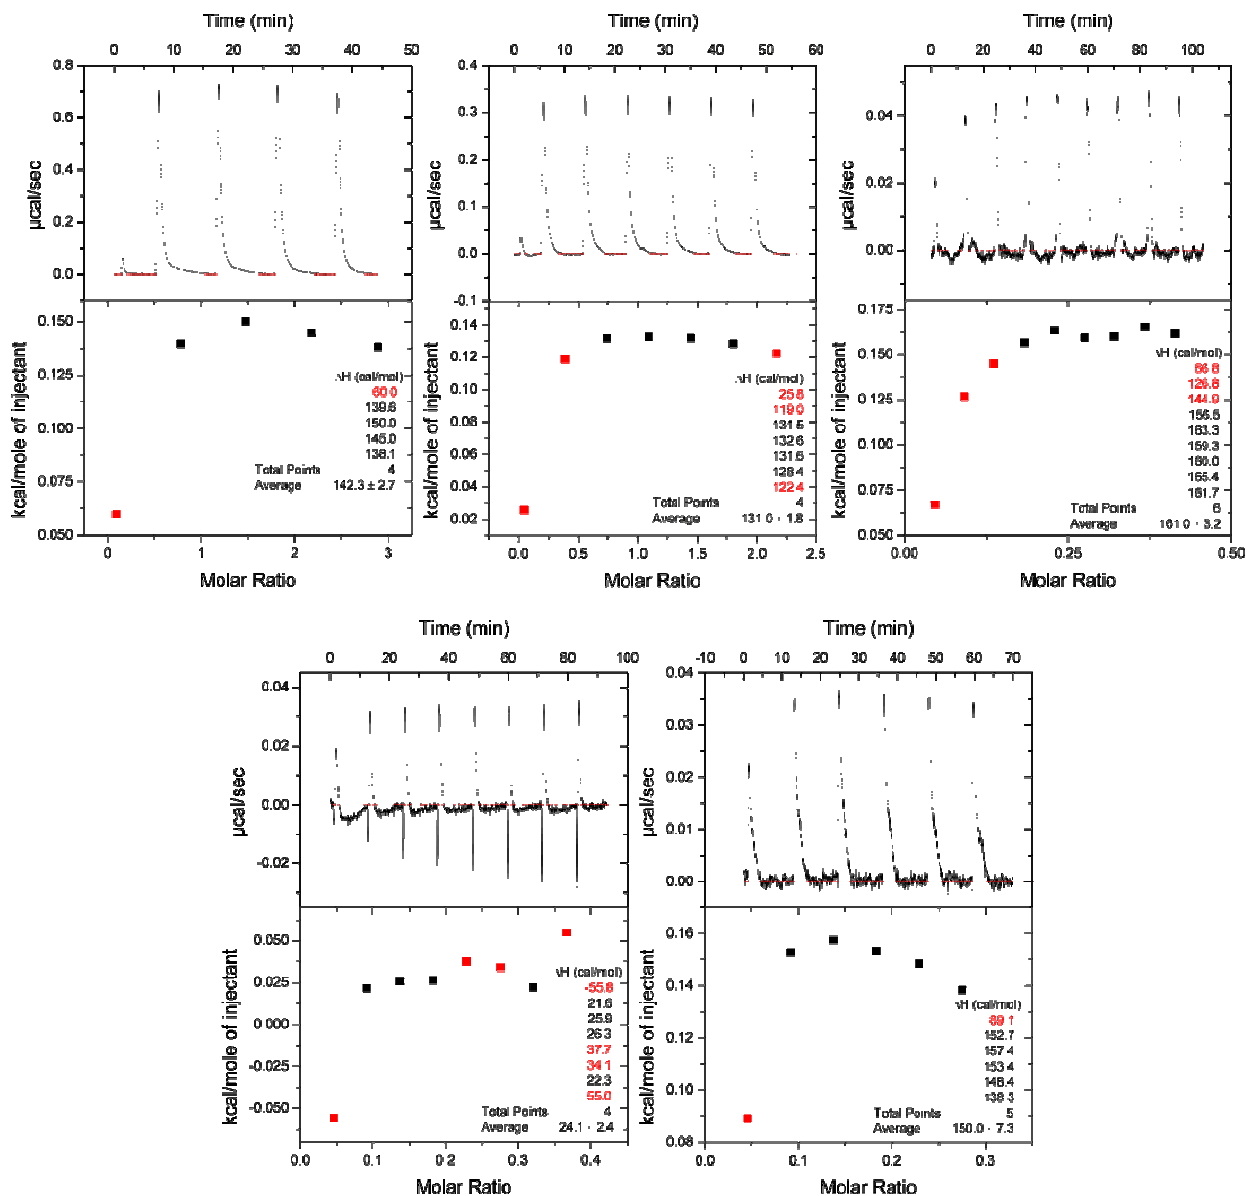 Time (min)
0 10 20 30 40 50
0.8
0.6
0.4
0.2
0.0
µcal/sec
0.150
0.125
0.100
0.075
0.050
kcal/mole of injectant
ΔH (cal/mol)
60.0
139.6
150.0
145.0
138.1
Total Points 4
Average 142.3 ± 2.7
0 1 2 3
Molar Ratio
Time (min)
0 10 20 30 40 50 60
0.4
0.3
0.2
0.1
0.0
-0.1
µcal/sec
0.14
0.12
0.10
0.08
0.06
0.04
0.02
kcal/mole of injectant
ΔH (cal/mol)
25.8
119.0
131.5
132.6
131.5
128.4
122.4
Total Points 4
Average 131.0 ± 1.8
0.0 0.5 1.0 1.5 2.0 2.5
Molar Ratio
Time (min)
0 20 40 60 80 100
0.04
0.02
0.00
µcal/sec
0.175
0.150
0.125
0.100
0.075
0.050
kcal/mole of injectant
ΔH (cal/mol)
66.8
126.8
144.9
156.5
163.3
159.3
160.0
165.4
161.7
Total Points 6
Average 161.0 ± 3.2
0.00 0.25 0.50
Molar Ratio
Time (min)
0 20 40 60 80 100
0.04
0.02
0.00
-0.02
µcal/sec
0.050
0.025
0.000
-0.025
-0.050
kcal/mole of injectant
ΔH (cal/mol)
-55.8
21.6
25.9
26.3
37.7
34.1
22.3
55.0
Total Points 4
Average 24.1 ± 2.4
0.0 0.1 0.2 0.3 0.4
Molar Ratio
Time (min)
-10 0 10 20 30 40 50 60 70
0.04
0.03
0.02
0.01
0.00
µcal/sec
0.16
0.14
0.12
0.10
0.08
kcal/mole of injectant
ΔH (cal/mol)
89.1
152.7
157.4
153.4
148.4
138.3
Total Points 5
Average 150.0 ± 7.3
0.0 0.1 0.2 0.3
Molar Ratio